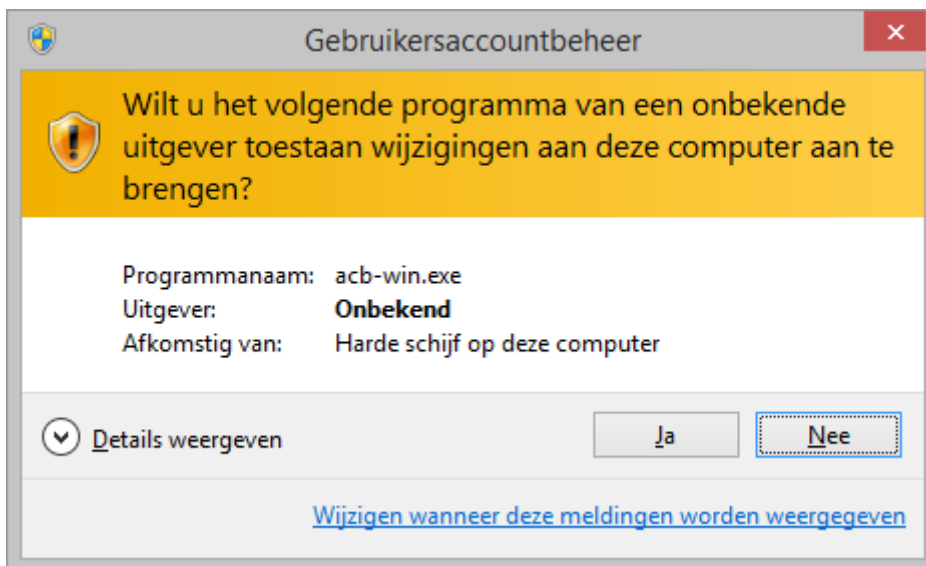 Gebruikersaccountbeheer
Wilt u het volgende programma van een onbekende
uitgever toestaan wijzigingen aan deze computer aan te
brengen?
Programmanaam: acb-win.exe
Uitgever: Onbekend
Afkomstig van: Harde schijf op deze computer
Details weergeven Ja Nee
Wijzigen wanneer deze meldingen worden weergegeven